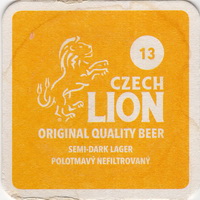 13
CZECH
LION
ORIGINAL QUALITY BEER
SEMI-DARK LAGER
POLOTMAVÝ NEFILTROVANÝ